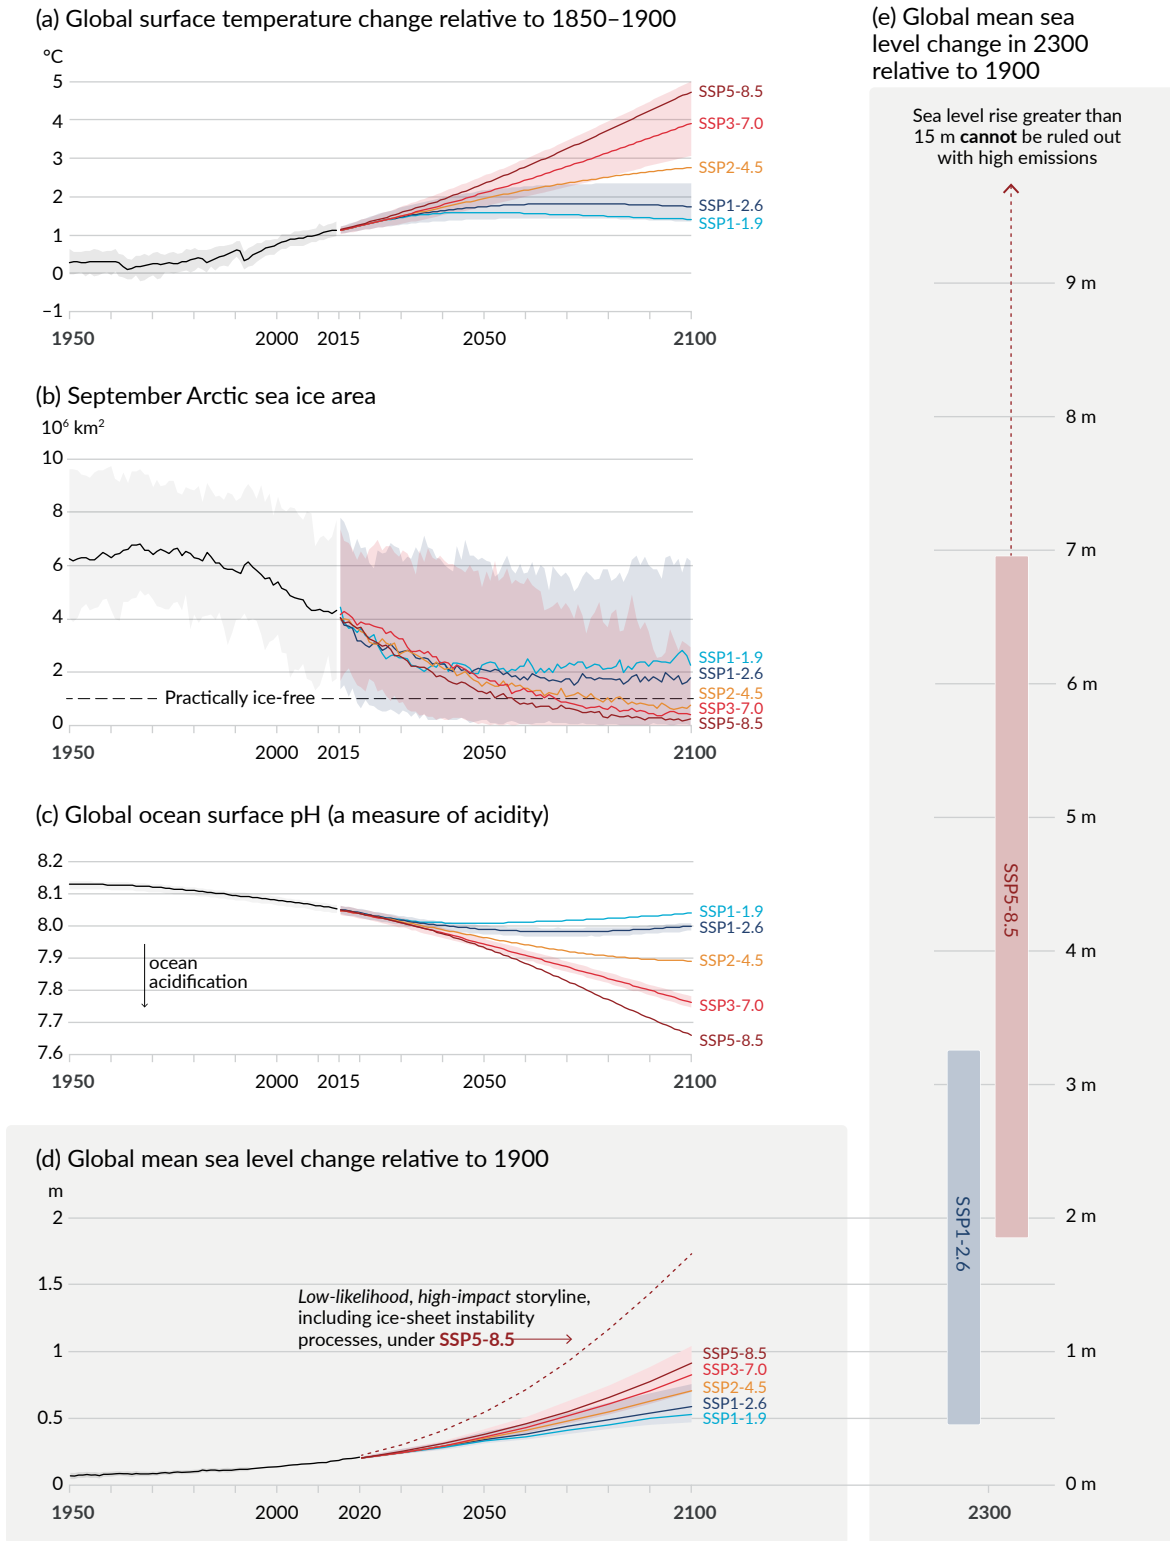 (a) Global surface temperature change relative to 1850–1900
°C
5
4
3
2
1
0
–1
1950
2000
2015
2050
2100
SSP5-8.5
SSP3-7.0
SSP2-4.5
SSP1-2.6
SSP1-1.9
(b) September Arctic sea ice area
10⁶ km²
10
8
6
4
2
0
Practically ice-free
1950
2000
2015
2050
2100
SSP1-1.9
SSP1-2.6
SSP2-4.5
SSP3-7.0
SSP5-8.5
(c) Global ocean surface pH (a measure of acidity)
8.2
8.1
8.0
7.9
7.8
7.7
7.6
ocean
acidification
1950
2000
2015
2050
2100
SSP1-1.9
SSP1-2.6
SSP2-4.5
SSP3-7.0
SSP5-8.5
(d) Global mean sea level change relative to 1900
m
2
1.5
1
0.5
0
Low-likelihood, high-impact storyline,
including ice-sheet instability
processes, under SSP5-8.5
1950
2000
2020
2050
2100
SSP5-8.5
SSP3-7.0
SSP2-4.5
SSP1-2.6
SSP1-1.9
(e) Global mean sea
level change in 2300
relative to 1900
Sea level rise greater than
15 m cannot be ruled out
with high emissions
9 m
8 m
7 m
6 m
5 m
4 m
3 m
2 m
1 m
0 m
SSP5-8.5
SSP1-2.6
2300